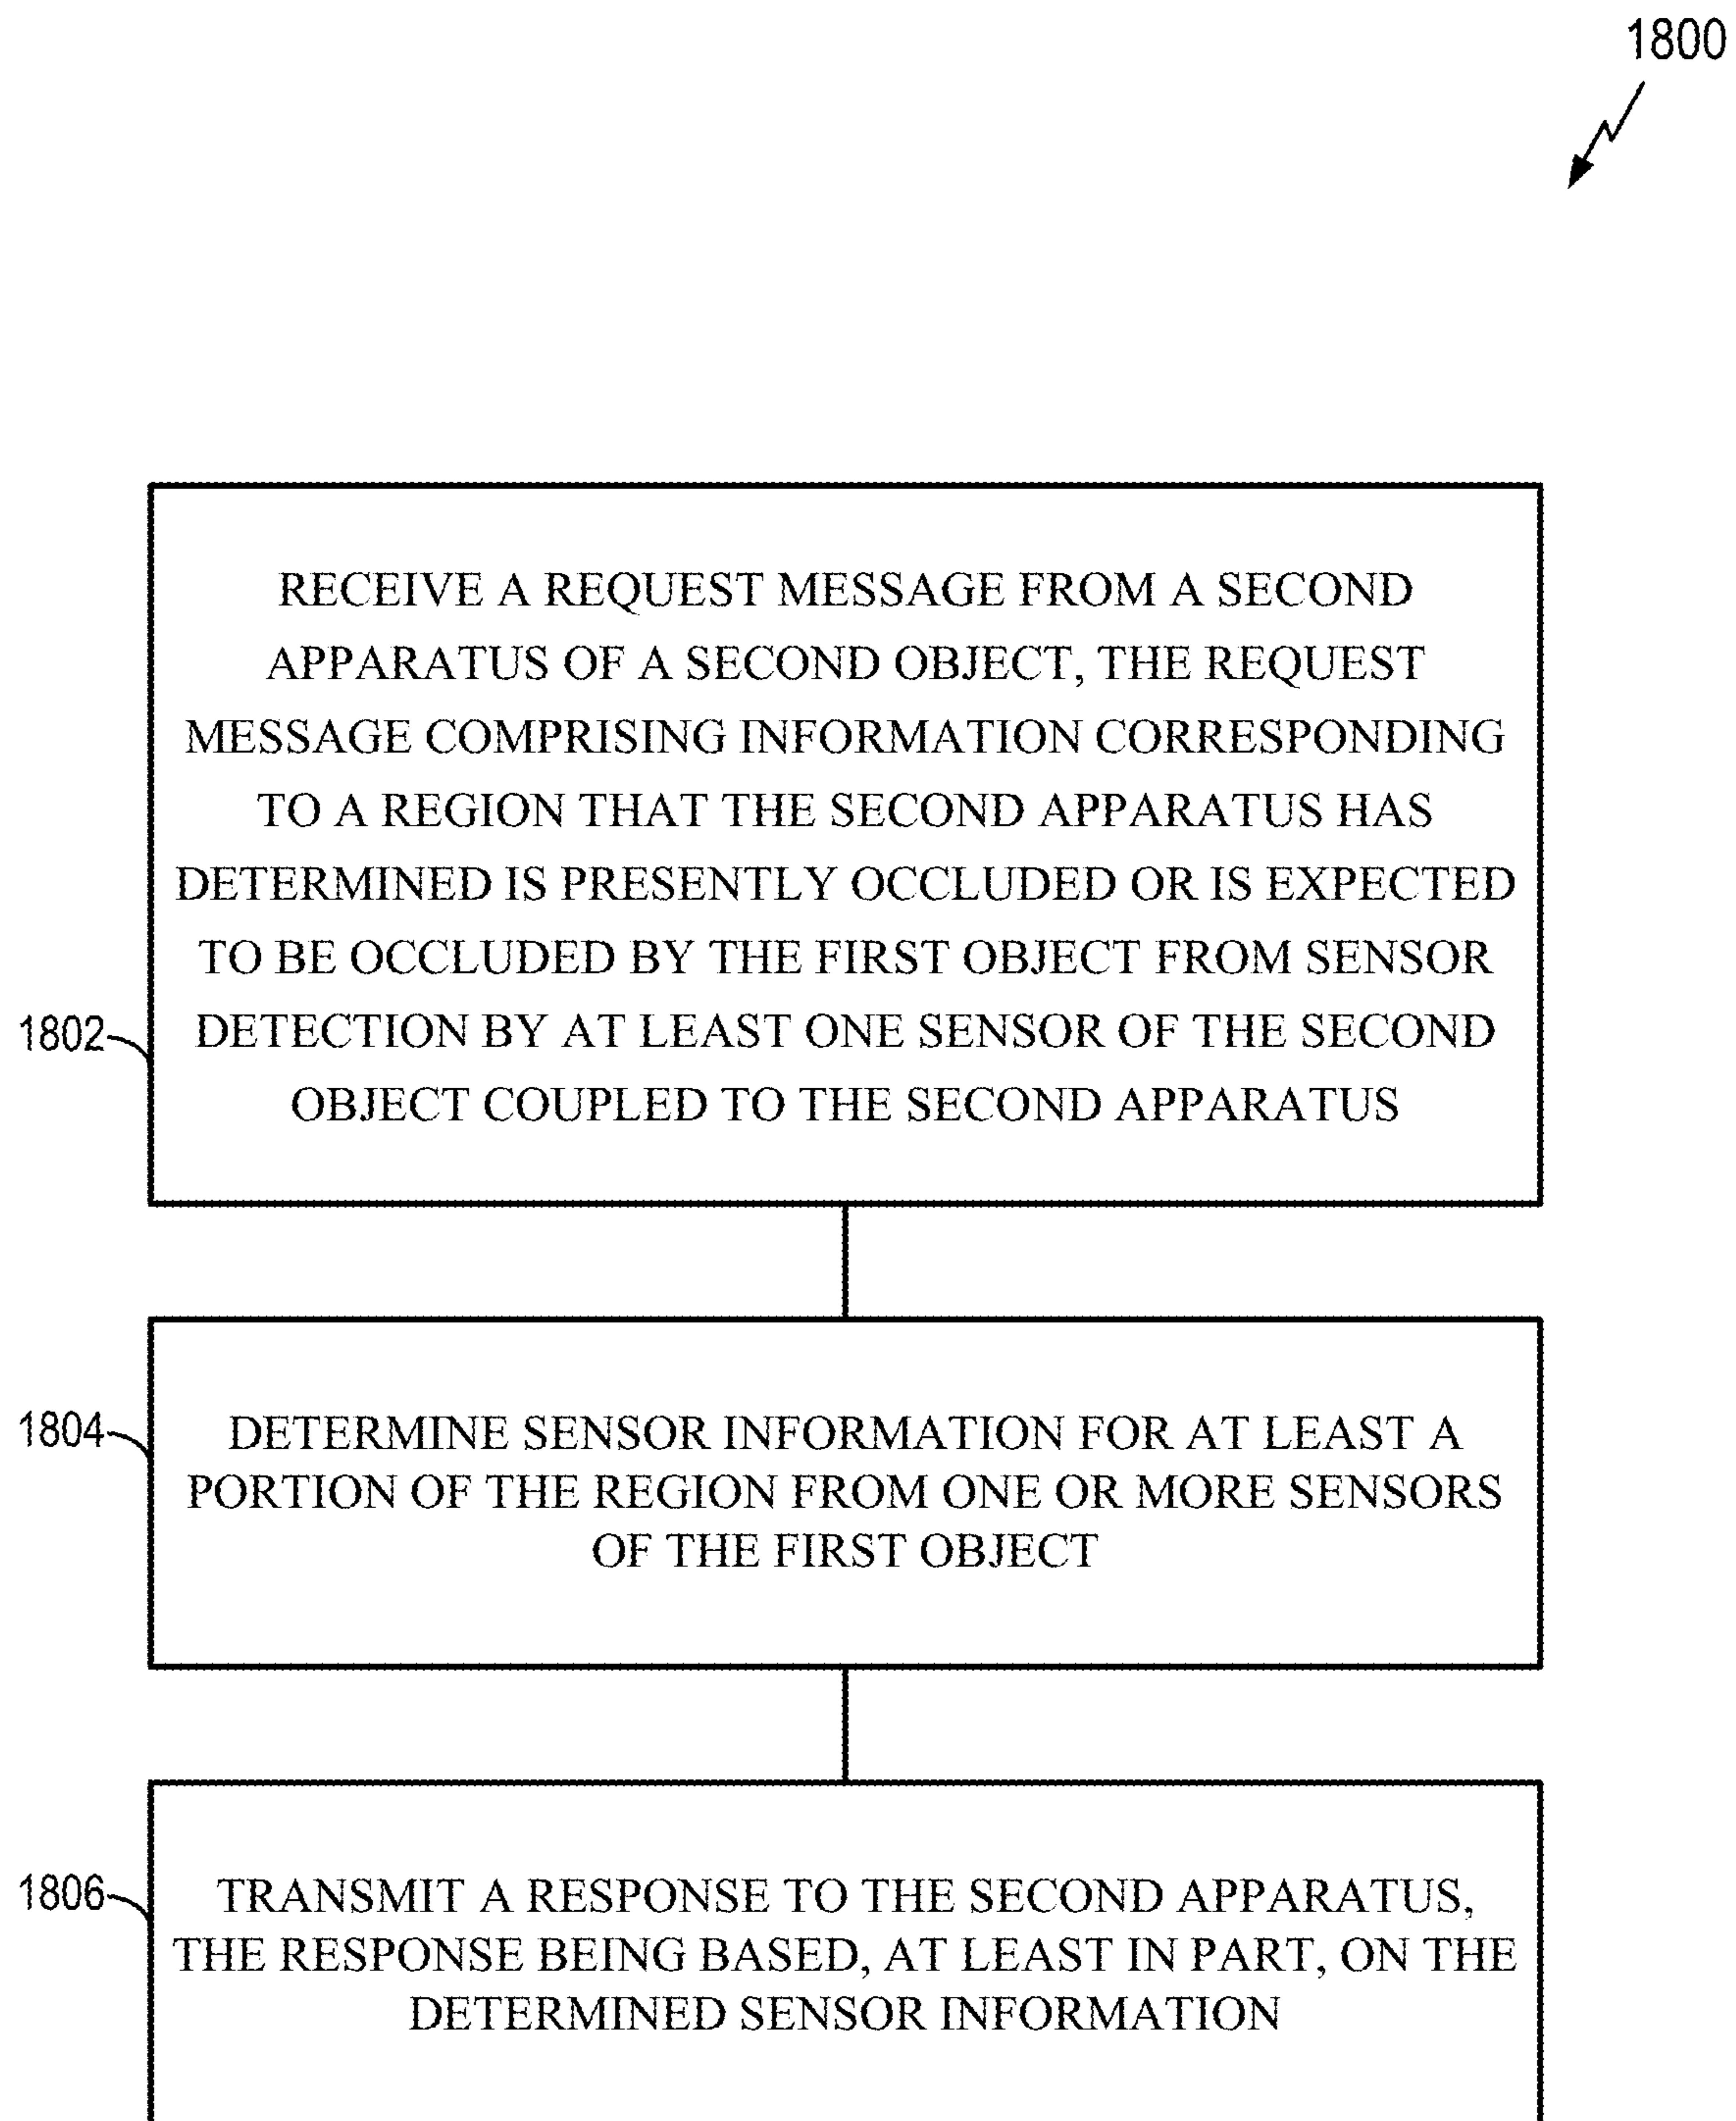 1800
RECEIVE A REQUEST MESSAGE FROM A SECOND
APPARATUS OF A SECOND OBJECT, THE REQUEST
MESSAGE COMPRISING INFORMATION CORRESPONDING
TO A REGION THAT THE SECOND APPARATUS HAS
DETERMINED IS PRESENTLY OCCLUDED OR IS EXPECTED
TO BE OCCLUDED BY THE FIRST OBJECT FROM SENSOR
1802
DETECTION BY AT LEAST ONE SENSOR OF THE SECOND
OBJECT COUPLED TO THE SECOND APPARATUS
1804
DETERMINE SENSOR INFORMATION FOR AT LEAST A
PORTION OF THE REGION FROM ONE OR MORE SENSORS
OF THE FIRST OBJECT
1806
TRANSMIT A RESPONSE TO THE SECOND APPARATUS,
THE RESPONSE BEING BASED, AT LEAST IN PART, ON THE
DETERMINED SENSOR INFORMATION